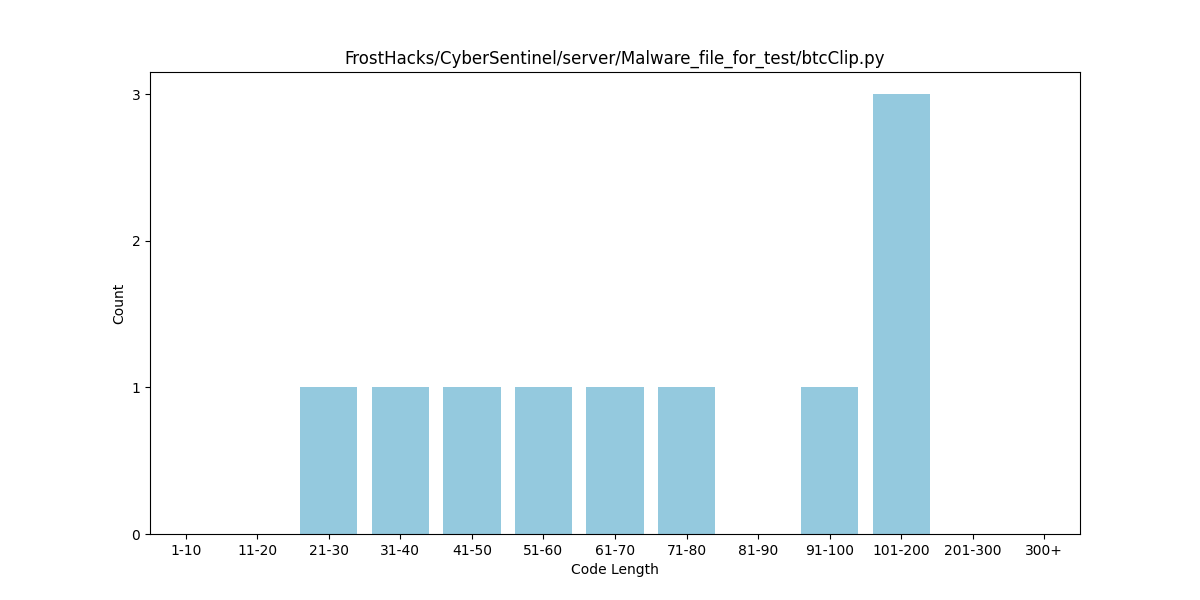 FrostHacks/CyberSentinel/server/Malware_file_for_test/btcClip.py
3
2
1
0
Count
1-10 11-20 21-30 31-40 41-50 51-60 61-70 71-80 81-90 91-100 101-200 201-300 300+
Code Length